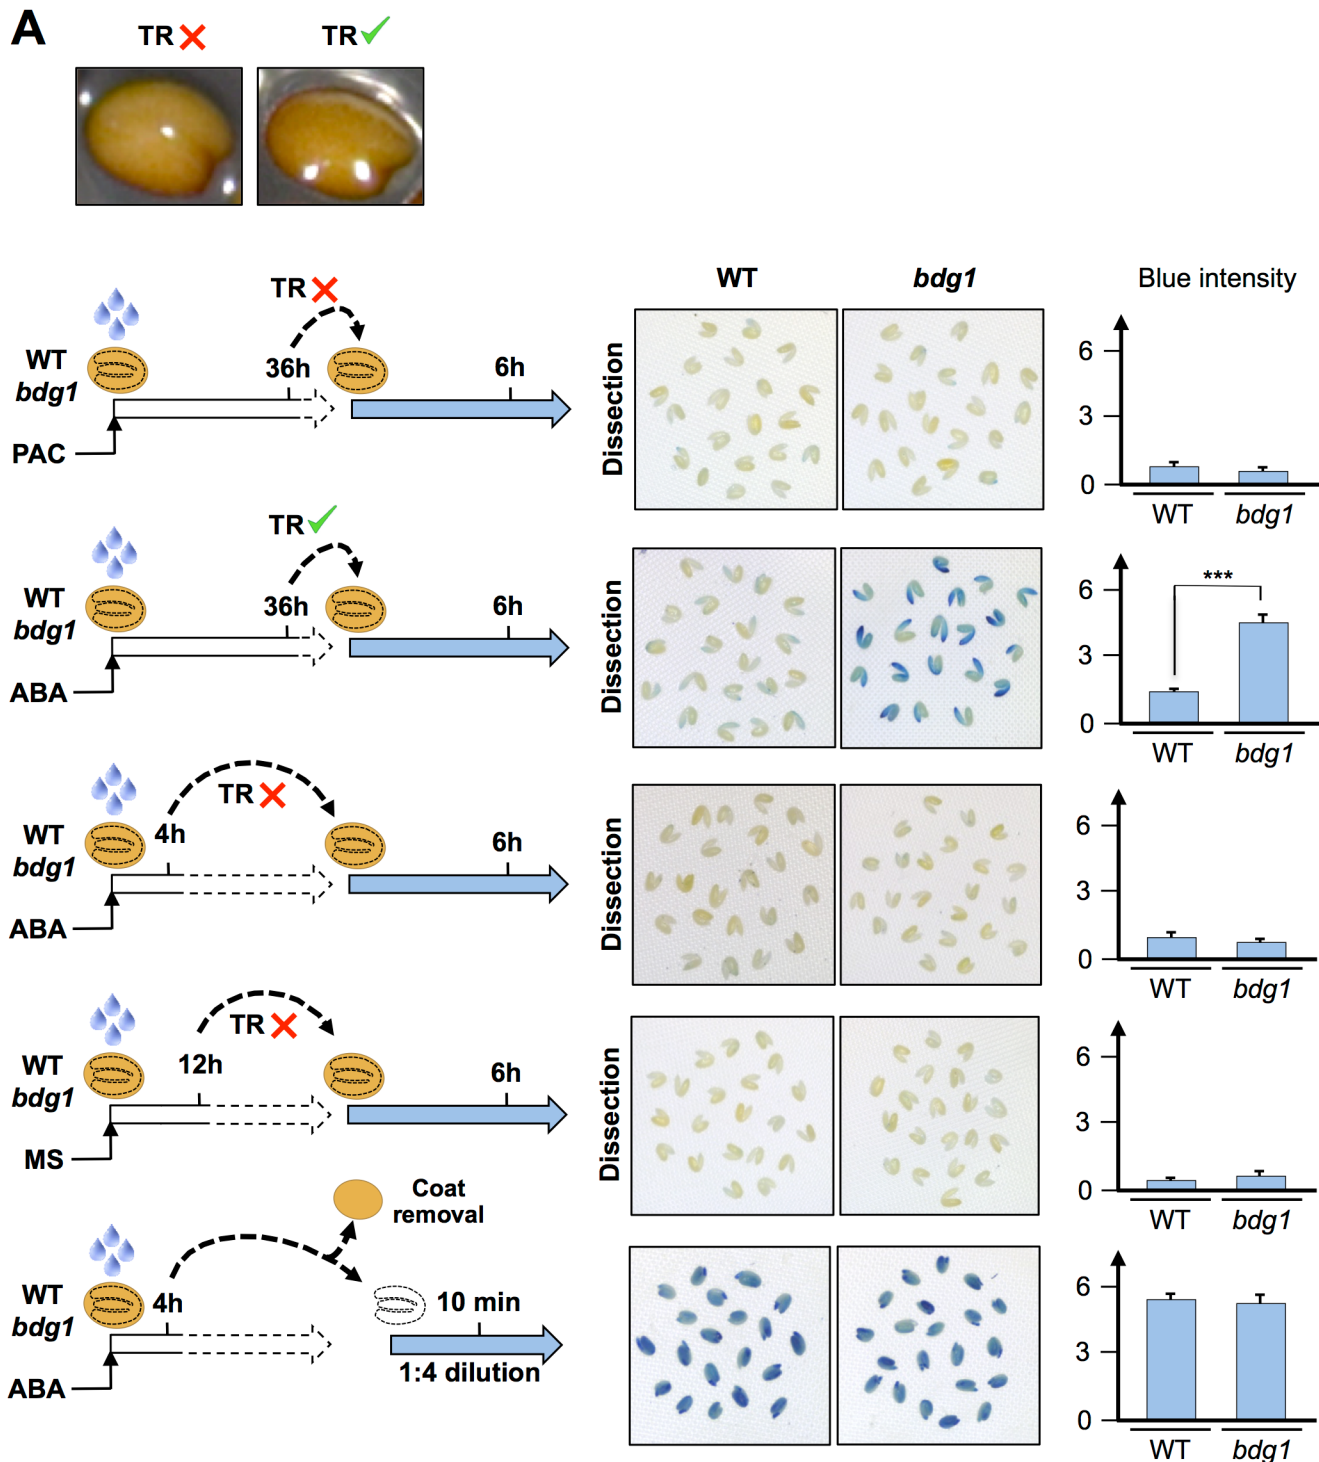 A
TR TR
WT bdg1 Blue intensity
TR
WT
bdg1
36h 6h
PAC
Dissection
6
3
0
WT bdg1
TR
WT
bdg1
36h 6h
ABA
Dissection
***
6
3
0
WT bdg1
TR
WT
bdg1
4h 6h
ABA
Dissection
6
3
0
WT bdg1
TR
WT
bdg1
12h 6h
MS
Dissection
6
3
0
WT bdg1
Coat
removal
WT
bdg1
4h 10 min
1:4 dilution
ABA
6
3
0
WT bdg1